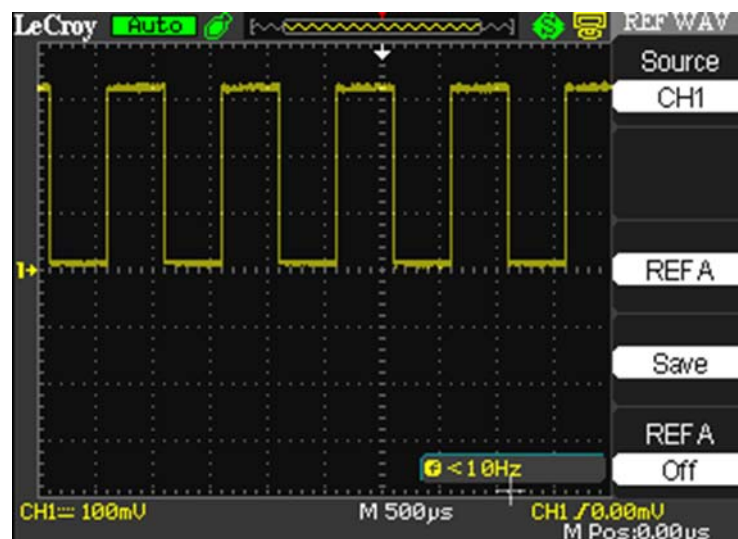 LeCroy Auto S REF WAV
Source
CH1
1
REF A
Save
REF A
f <10Hz Off
CH1 100mV M 500µs CH1 0.00mV
M Pos:0.00µs